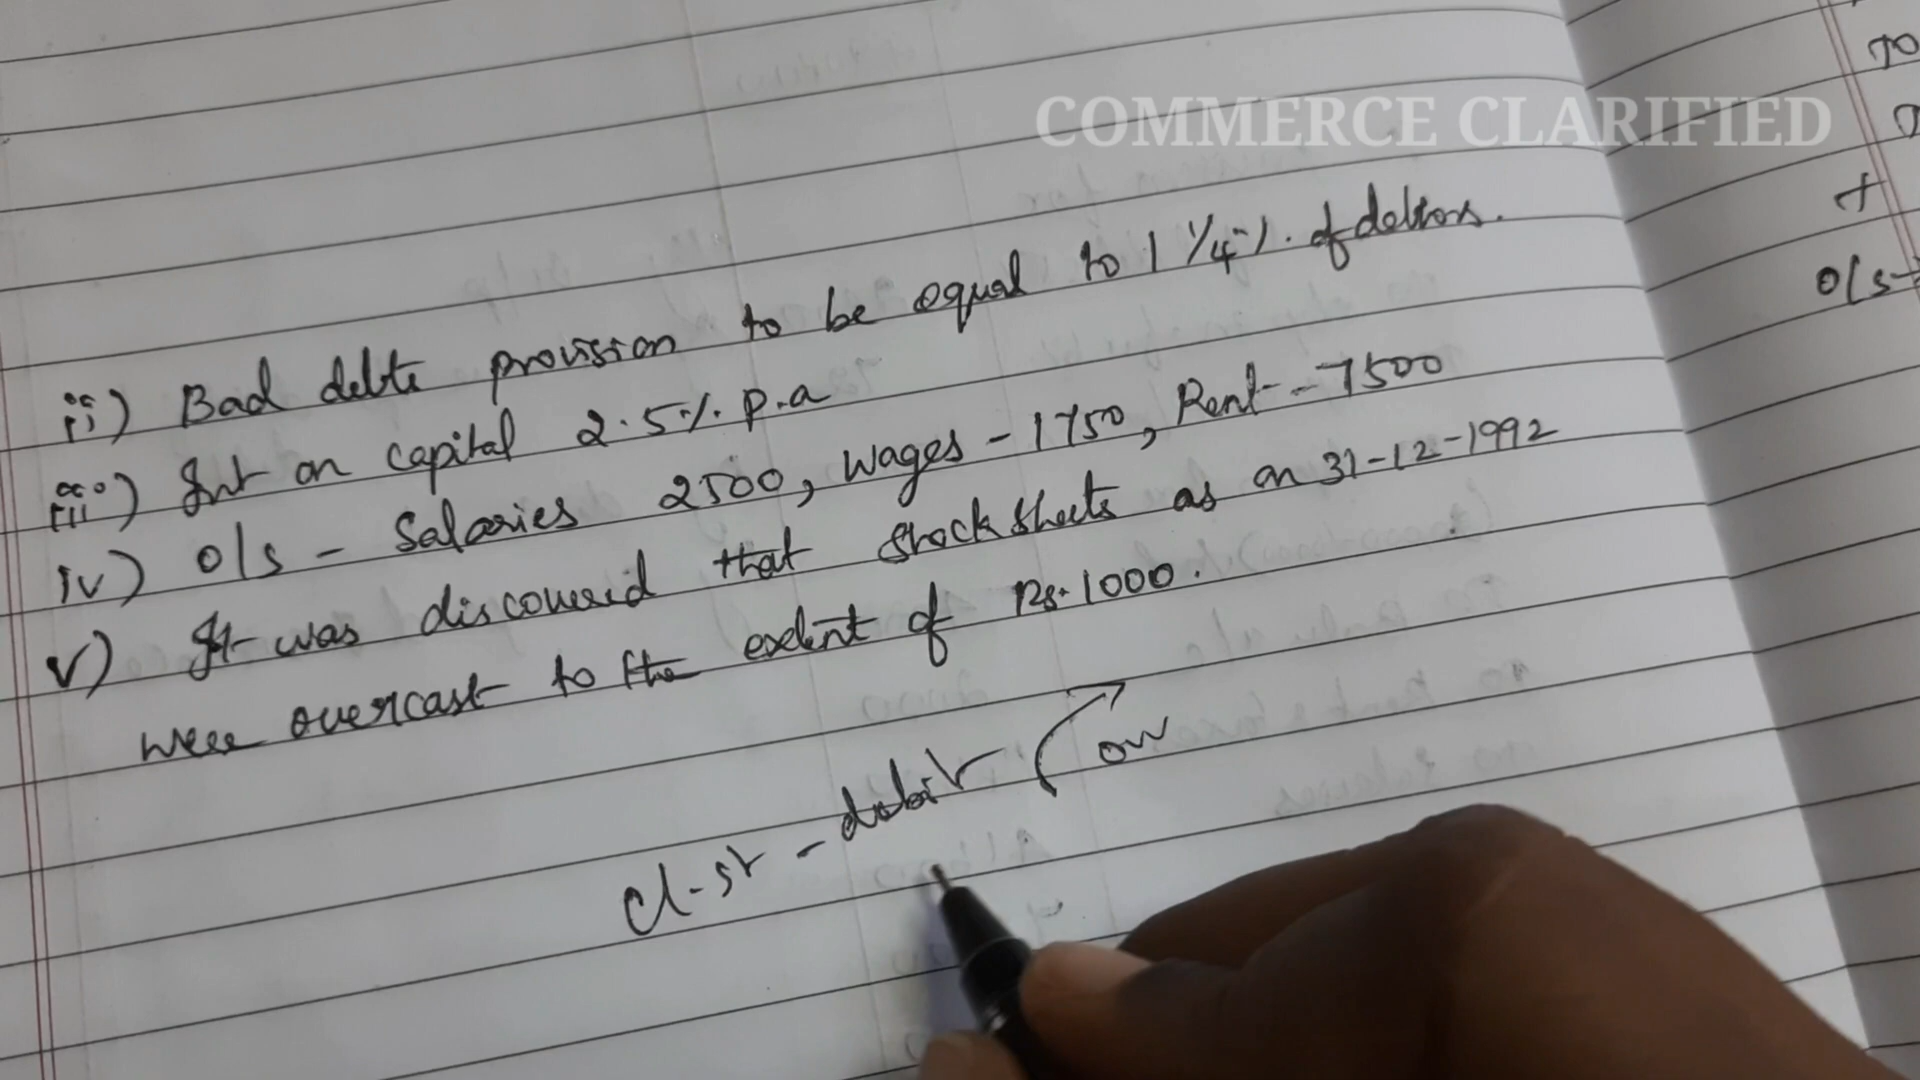 COMMERCE CLARIFIED
ii) Bad debts provision to be equal to 1 1/4 %. of debtors.
iii) Int on capital 2.5%. p.a
iv) o/s - Salaries 2500, wages - 1750, Rent - 7500
v) It was discovered that stock sheets as on 31-12-1992
were overcast to the extent of Rs. 1000.
cl-st - debit ow
To
+
o/s-